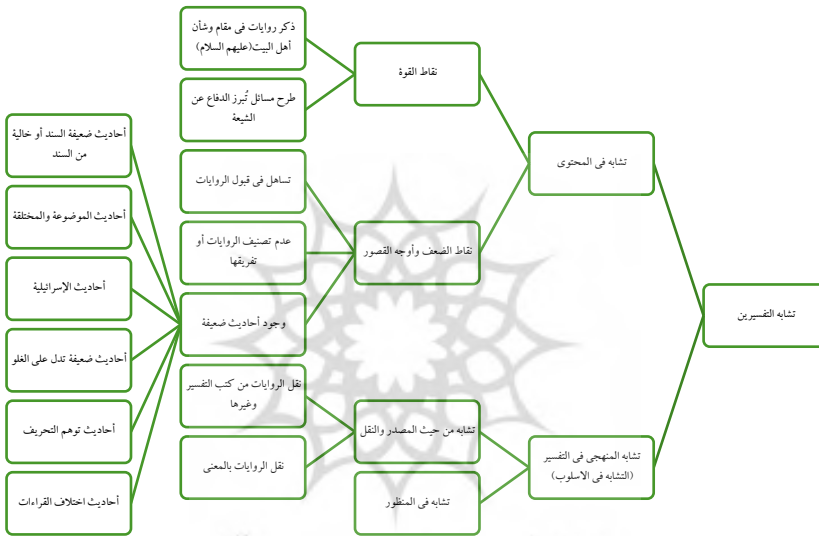 تشابه التفسيرين
تشابه فى المحتوى
نقاط القوة
ذكر روايات فى مقام وشأن
أهل البيت(عليهم السلام)
طرح مسائل تُبرز الدفاع عن
الشيعة
نقاط الضعف وأوجه القصور
تساهل فى قبول الروايات
عدم تصنيف الروايات أو
تفريقها
وجود أحاديث ضعيفة
أحاديث ضعيفة السند أو خالية
من السند
أحاديث الموضوعة والمختلقة
أحاديث الإسرائيلية
أحاديث ضعيفة تدل على الغلو
أحاديث توهم التحريف
أحاديث اختلاف القراءات
تشابه المنهجى فى التفسير
(التشابه فى الاسلوب)
تشابه من حيث المصدر والنقل
نقل الروايات من كتب التفسير
وغيرها
نقل الروايات بالمعنى
تشابه فى المنظور